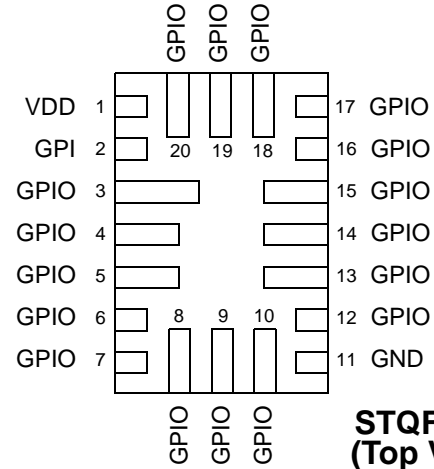 GPIO GPIO GPIO
VDD 1 17 GPIO
GPI 2 20 19 18 16 GPIO
GPIO 3 15 GPIO
GPIO 4 14 GPIO
GPIO 5 13 GPIO
GPIO 6 8 9 10 12 GPIO
GPIO 7 11 GND
GPIO GPIO GPIO
(Top